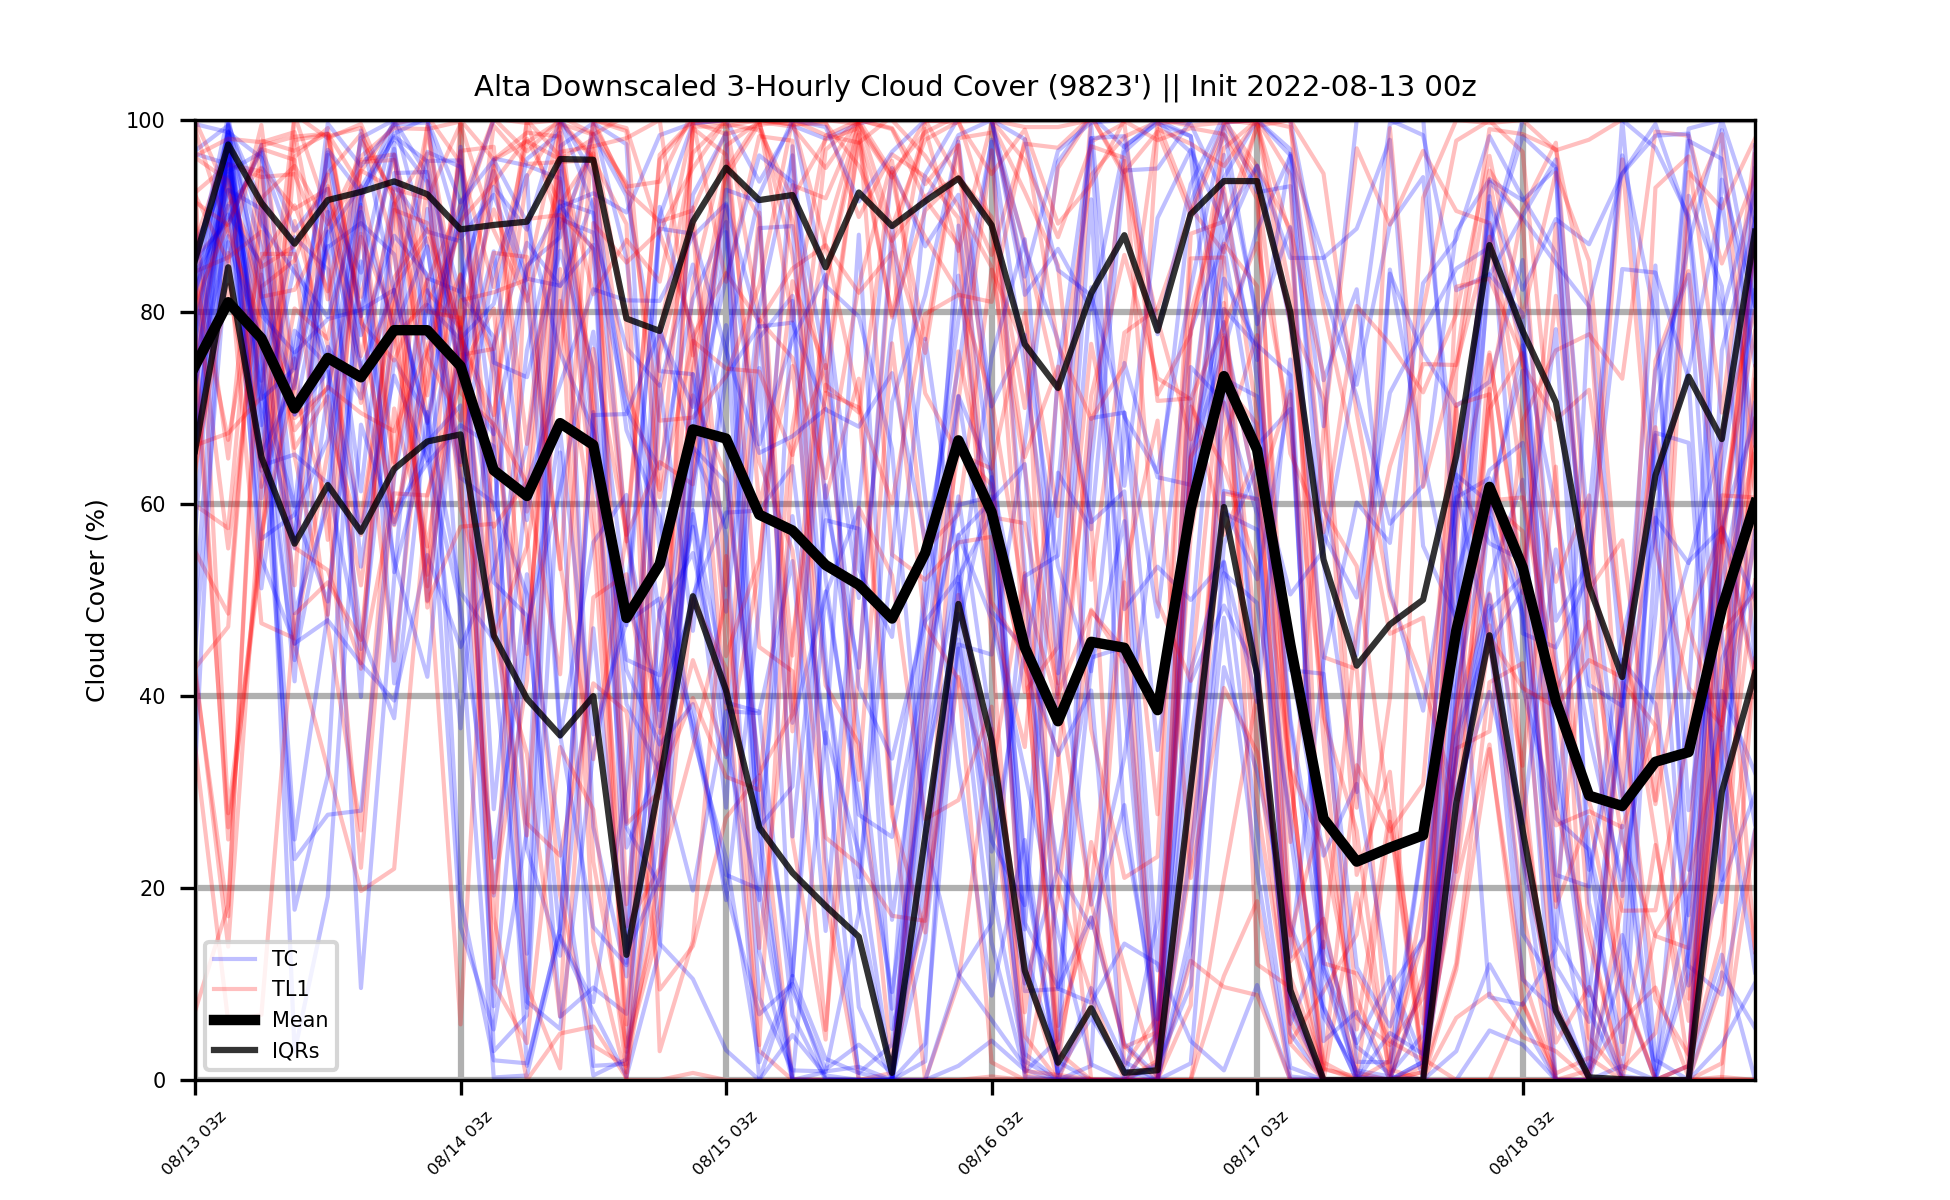 Alta Downscaled 3-Hourly Cloud Cover (9823') || Init 2022-08-13 00z
Cloud Cover (%)
100
80
60
40
20
0
TC
TL1
Mean
IQRs
08/13 03z
08/14 03z
08/15 03z
08/16 03z
08/17 03z
08/18 03z